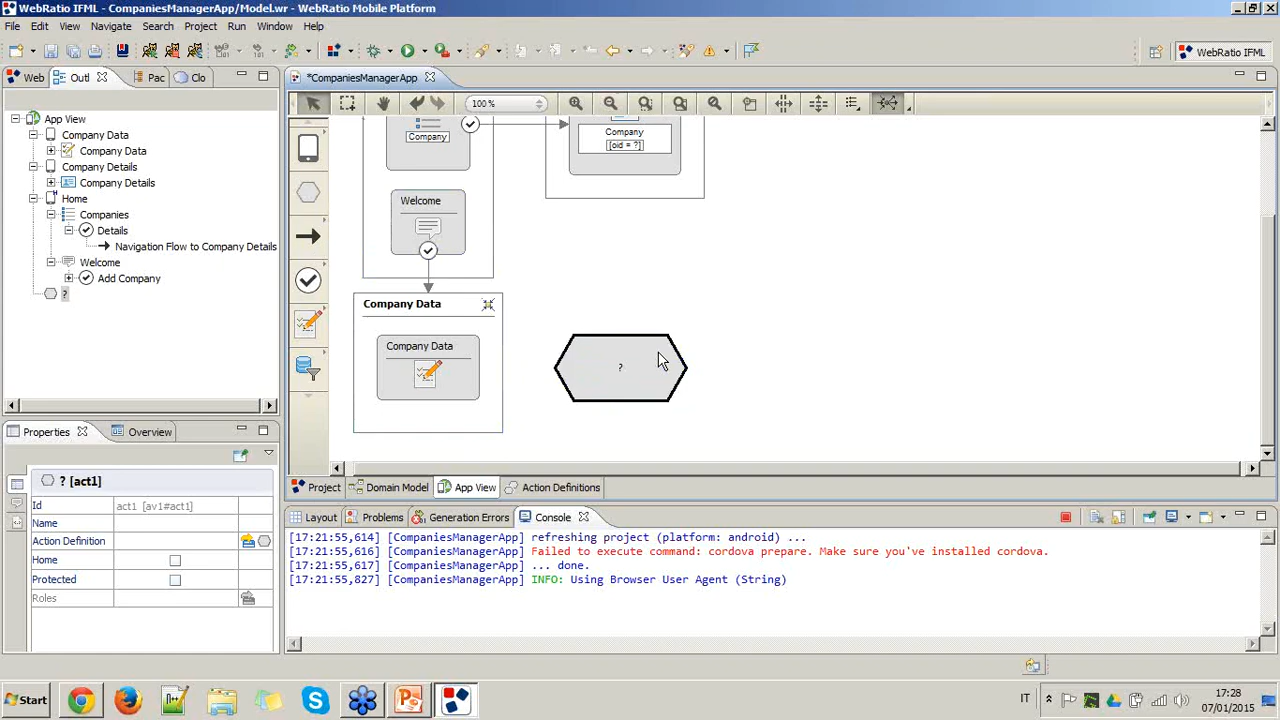 WebRatio IFML - CompaniesManagerApp/Model.wr - WebRatio Mobile Platform
File Edit View Navigate Search Project Run Window Help
WebRatio IFML
Web Outl Pac Clo
*CompaniesManagerApp
100 %
App View
Company Data
Company Data
Company Details
Company Details
Home
Companies
Details
Navigation Flow to Company Details
Welcome
Add Company
?
Company
Company
[oid = ?]
Welcome
Company Data
Company Data
?
Properties Overview
? [act1]
Id act1 [av1#act1]
Name
Action Definition
Home
Protected
Roles
Project Domain Model App View Action Definitions
Layout Problems Generation Errors Console
[17:21:55,614] [CompaniesManagerApp] refreshing project (platform: android) ...
[17:21:55,616] [CompaniesManagerApp] Failed to execute command: cordova prepare. Make sure you've installed cordova.
[17:21:55,617] [CompaniesManagerApp] ... done.
[17:21:55,827] [CompaniesManagerApp] INFO: Using Browser User Agent (String)
Start
IT
17:28
07/01/2015